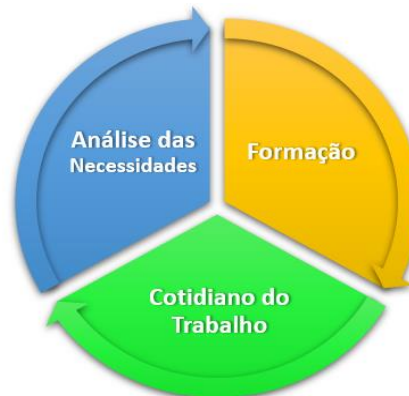 Análise das
Necessidades
Formação
Cotidiano do
Trabalho